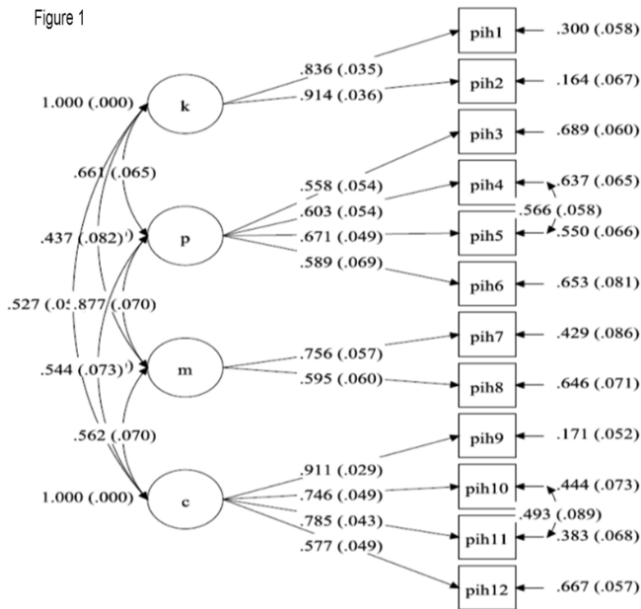 Figure 1
pih1
.300 (.058)
.836 (.035)
1.000 (.000)
k
.914 (.036)
pih2
.164 (.067)
pih3
.689 (.060)
.661 (.065)
.558 (.054)
pih4
.637 (.065)
.603 (.054)
.566 (.058)
.437 (.082)
p
.671 (.049)
pih5
.550 (.066)
.589 (.069)
pih6
.653 (.081)
.527
.877 (.070)
.756 (.057)
pih7
.429 (.086)
.544 (.073)
m
.595 (.060)
pih8
.646 (.071)
.562 (.070)
pih9
.171 (.052)
.911 (.029)
1.000 (.000)
c
.746 (.049)
pih10
.444 (.073)
.493 (.089)
.785 (.043)
pih11
.383 (.068)
.577 (.049)
pih12
.667 (.057)